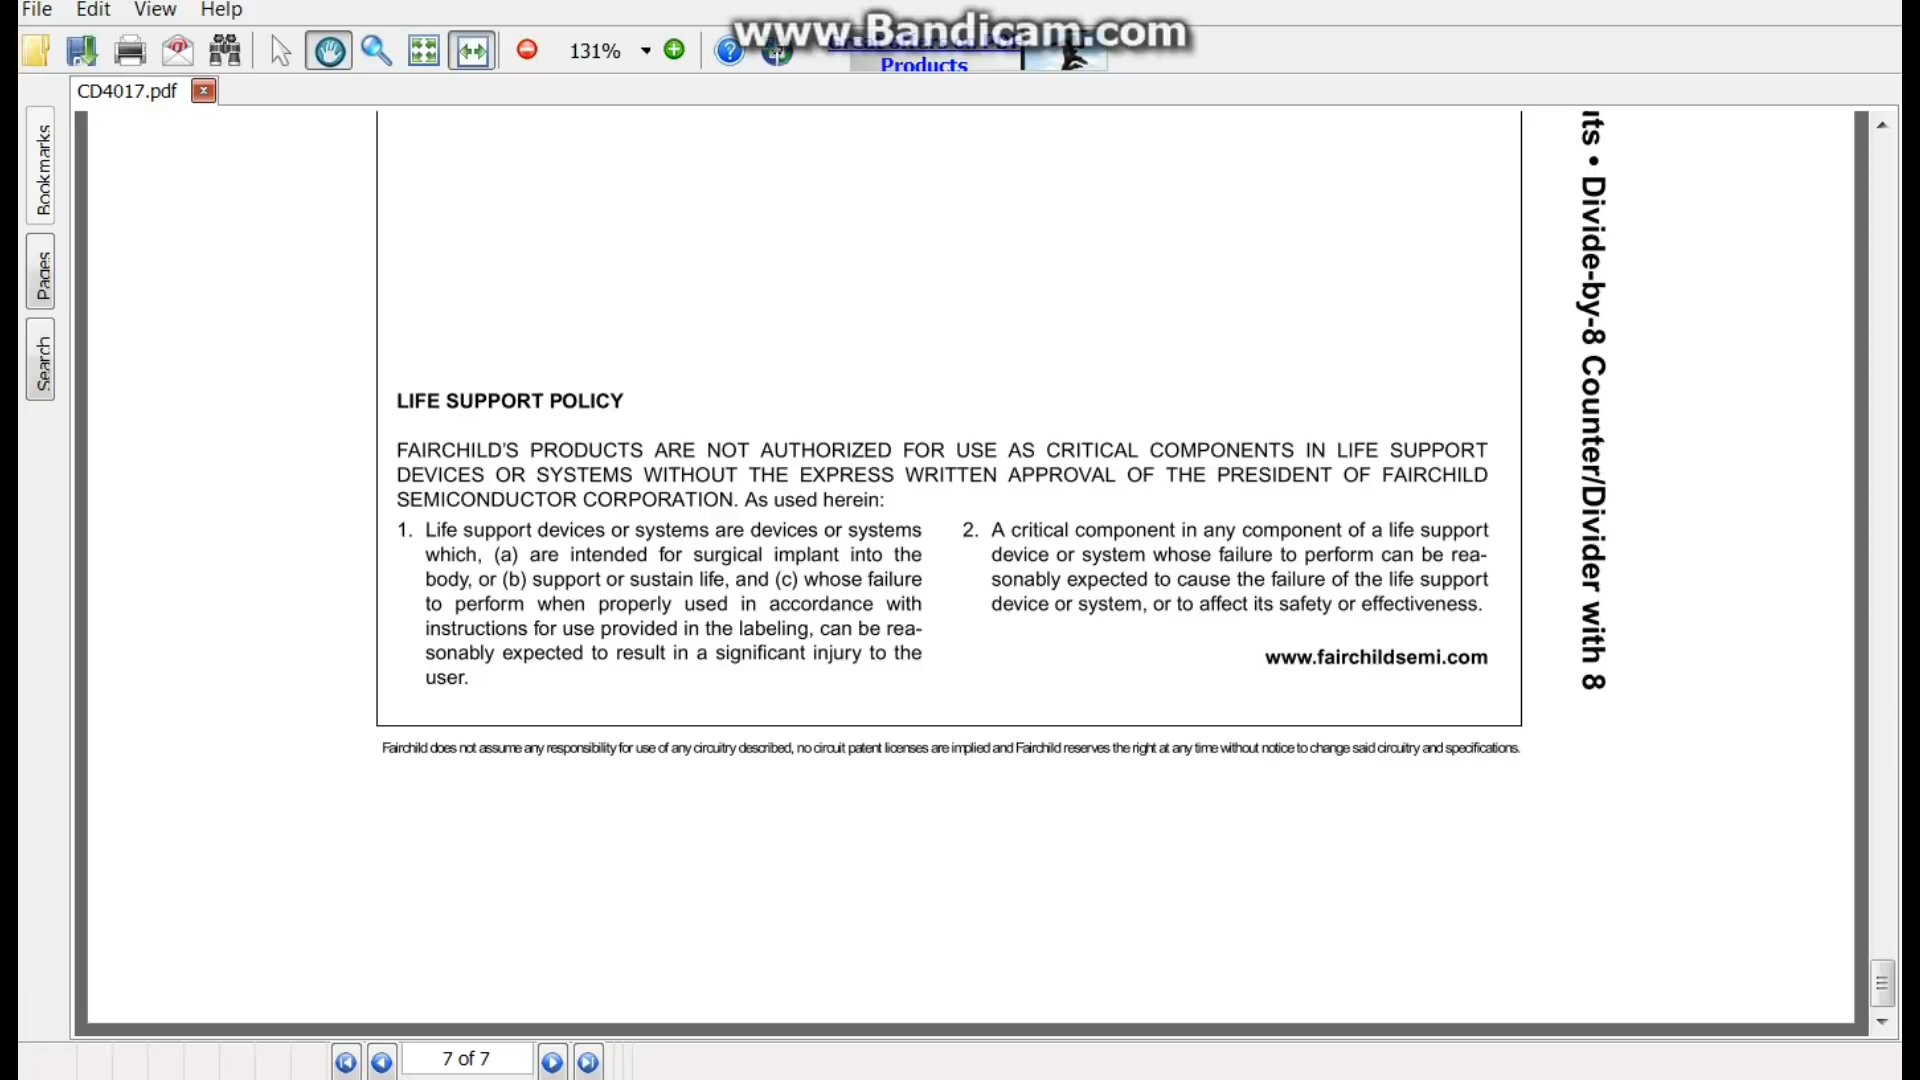 File Edit View Help
www.Bandicam.com
131%
Products
CD4017.pdf
Bookmarks
Pages
Search
LIFE SUPPORT POLICY
FAIRCHILD'S PRODUCTS ARE NOT AUTHORIZED FOR USE AS CRITICAL COMPONENTS IN LIFE SUPPORT
DEVICES OR SYSTEMS WITHOUT THE EXPRESS WRITTEN APPROVAL OF THE PRESIDENT OF FAIRCHILD
SEMICONDUCTOR CORPORATION. As used herein:
1. Life support devices or systems are devices or systems
which, (a) are intended for surgical implant into the
body, or (b) support or sustain life, and (c) whose failure
to perform when properly used in accordance with
instructions for use provided in the labeling, can be rea-
sonably expected to result in a significant injury to the
user.
2. A critical component in any component of a life support
device or system whose failure to perform can be rea-
sonably expected to cause the failure of the life support
device or system, or to affect its safety or effectiveness.
www.fairchildsemi.com
Fairchild does not assume any responsibility for use of any circuitry described, no circuit patent licenses are implied and Fairchild reserves the right at any time without notice to change said circuitry and specifications.
• Divide-by-8 Counter/Divider with 8
7 of 7